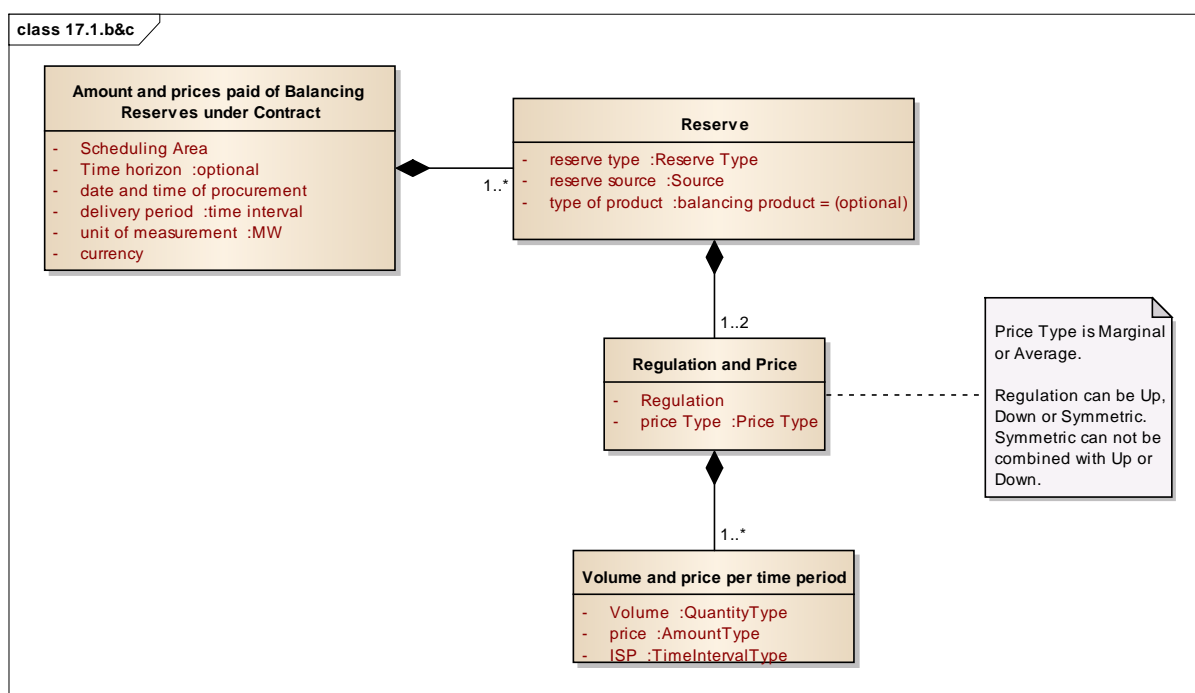 class 17.1.b&c
Amount and prices paid of Balancing
Reserves under Contract
- Scheduling Area
- Time horizon :optional
- date and time of procurement
- delivery period :time interval
- unit of measurement :MW
- currency
1..*
Reserve
- reserve type :Reserve Type
- reserve source :Source
- type of product :balancing product = (optional)
1..2
Regulation and Price
- Regulation
- price Type :Price Type
Price Type is Marginal
or Average.
Regulation can be Up,
Down or Symmetric.
Symmetric can not be
combined with Up or
Down.
1..*
Volume and price per time period
- Volume :QuantityType
- price :AmountType
- ISP :TimeIntervalType